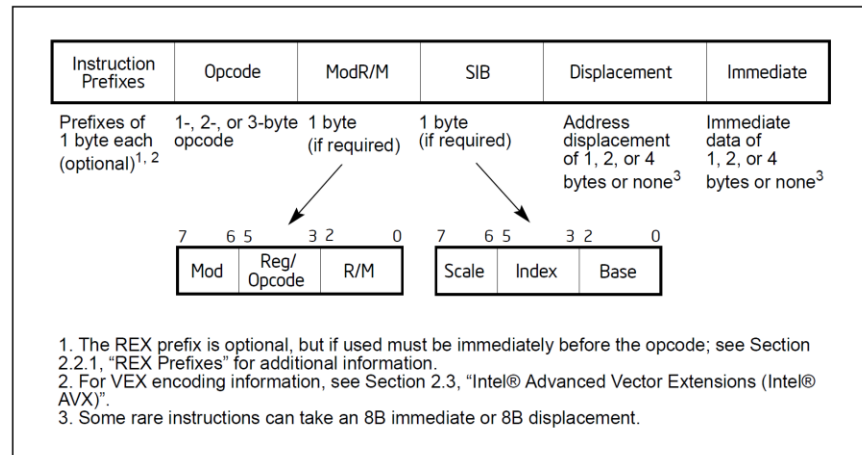 Instruction Prefixes Opcode ModR/M SIB Displacement Immediate
Prefixes of 1 byte each (optional)1, 2
1-, 2-, or 3-byte opcode
1 byte (if required)
1 byte (if required)
Address displacement of 1, 2, or 4 bytes or none3
Immediate data of 1, 2, or 4 bytes or none3
7 6 5 3 2 0
Mod Reg/Opcode R/M
7 6 5 3 2 0
Scale Index Base
1. The REX prefix is optional, but if used must be immediately before the opcode; see Section
2.2.1, “REX Prefixes” for additional information.
2. For VEX encoding information, see Section 2.3, “Intel® Advanced Vector Extensions (Intel®
AVX)”.
3. Some rare instructions can take an 8B immediate or 8B displacement.